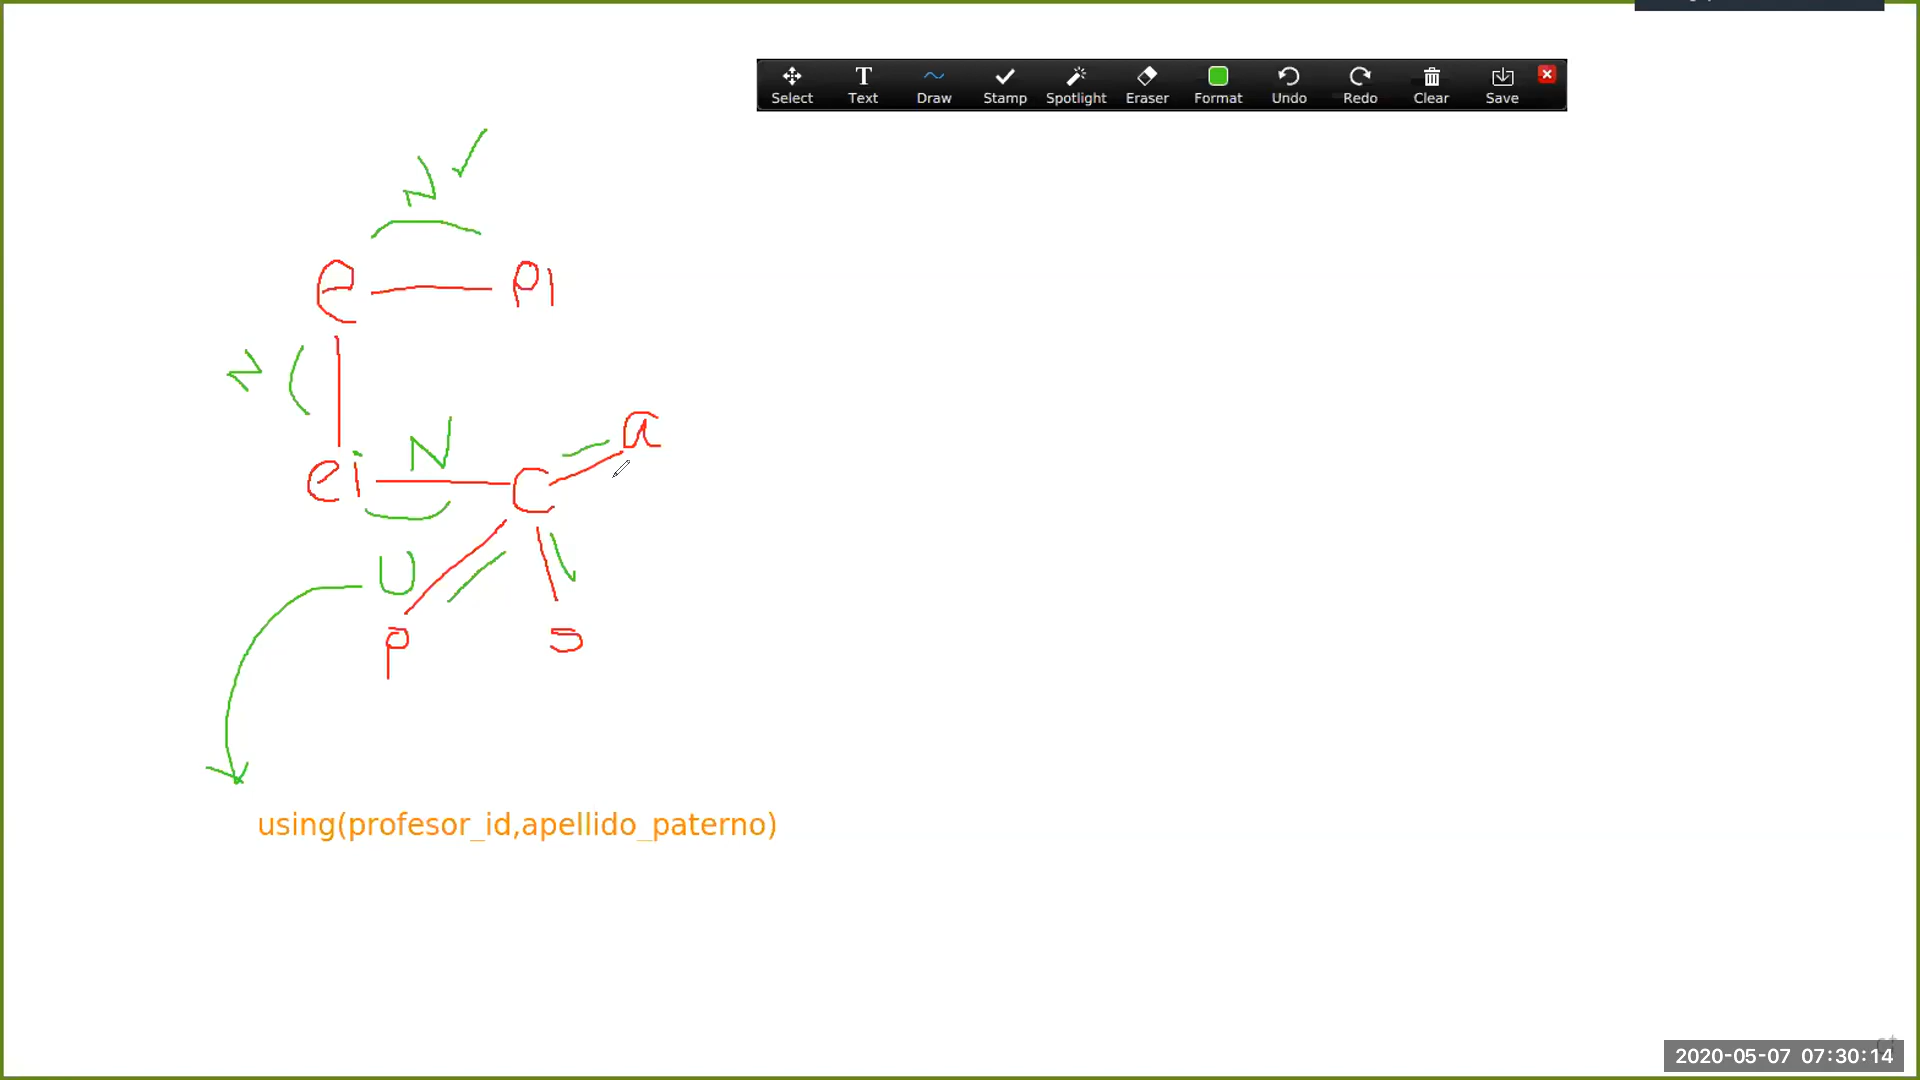 Select Text Draw Stamp Spotlight Eraser Format Undo Redo Clear Save
N
e pl
N
N a
ei c
U
p s
using(profesor_id,apellido_paterno)
2020-05-07 07:30:14